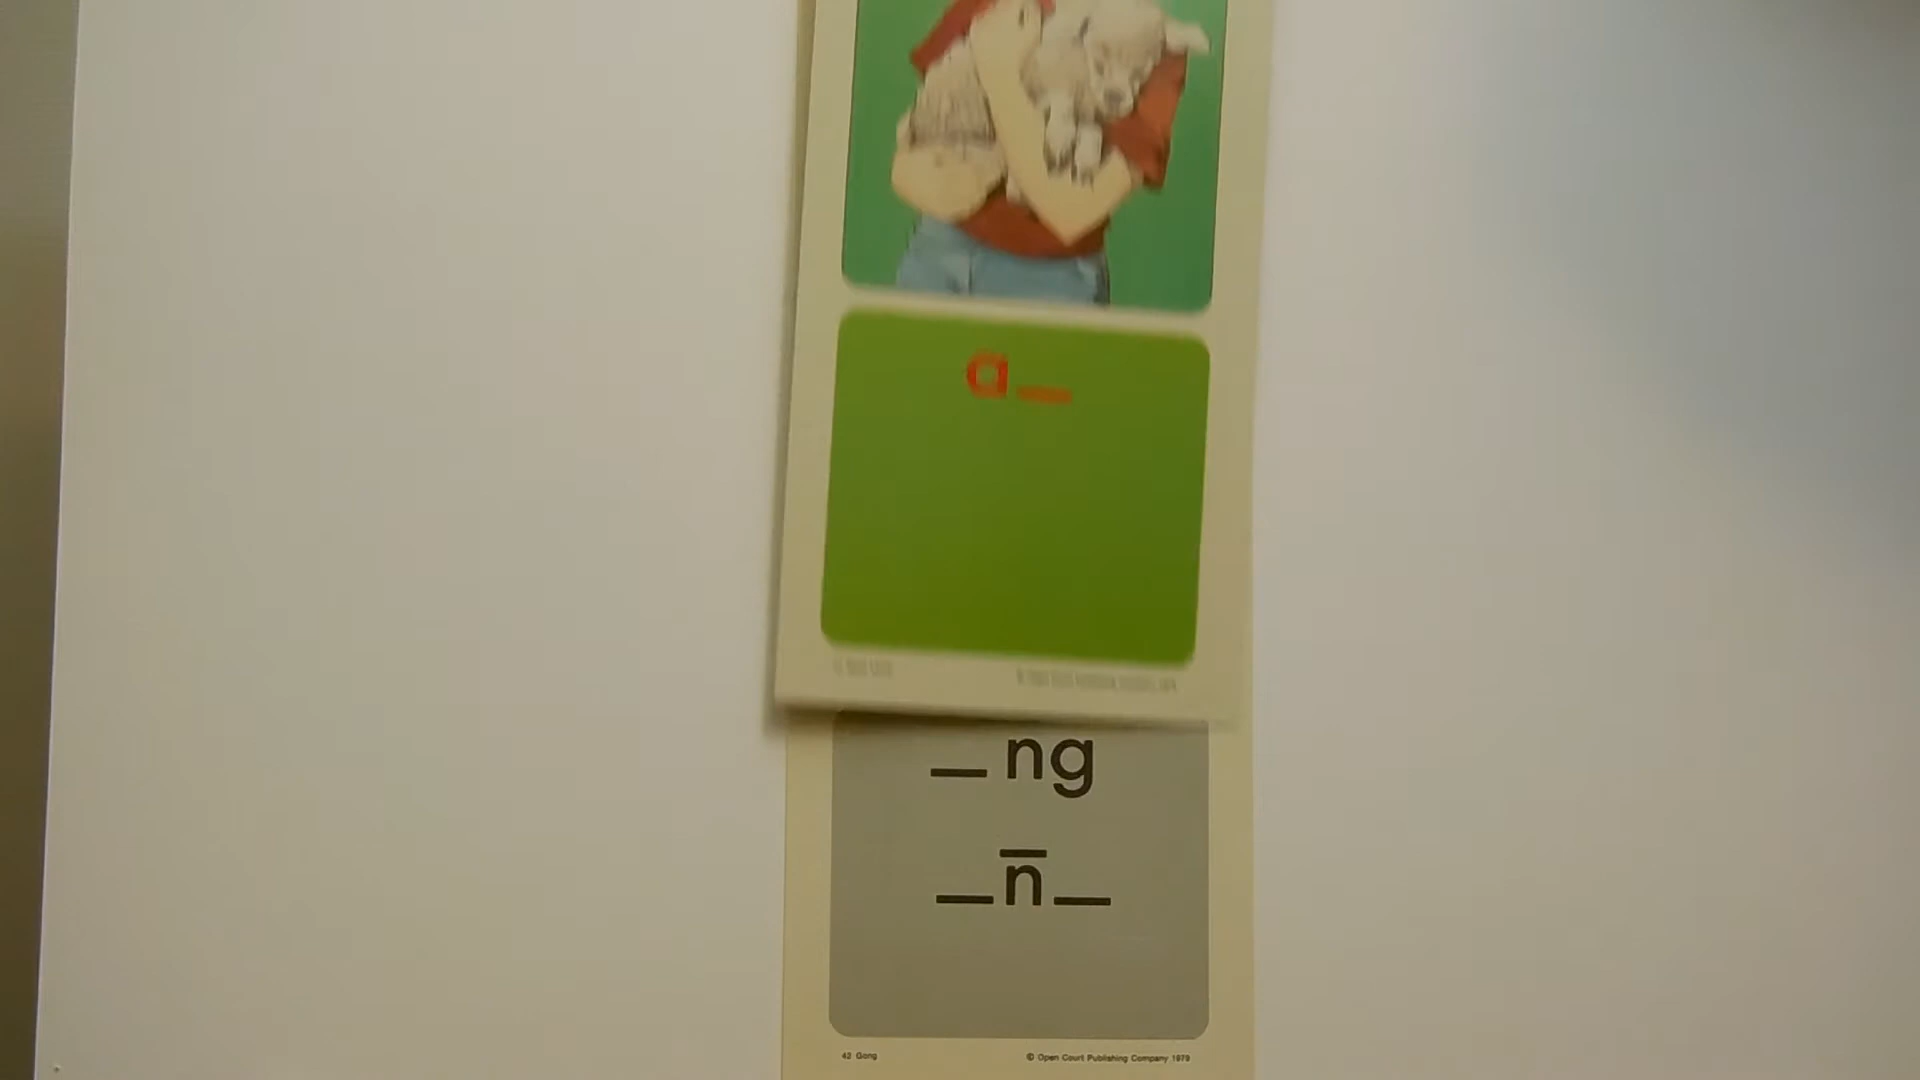 a_
_ng
_n̄_
42 Gong
© Open Court Publishing Company 1979